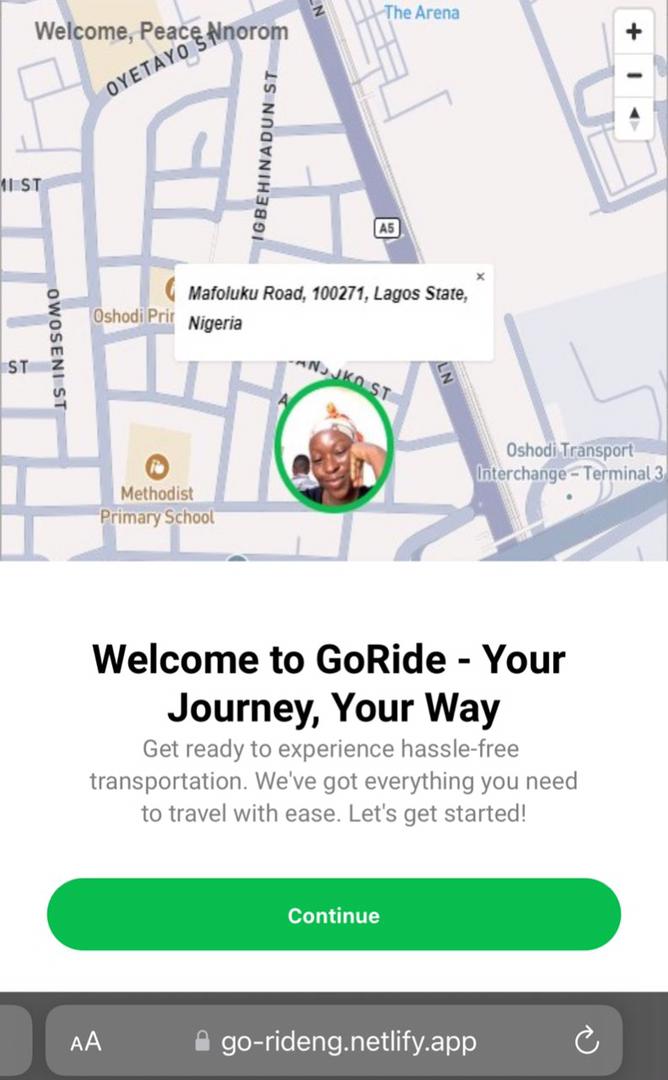 The Arena
Welcome, Peace Nnorom
OYETAYO ST
LN
IGBEHINADUN ST
MI ST
A5
Mafoluku Road, 100271, Lagos State,
Nigeria
×
Oshodi
OWOSENI ST
ST
ST
LN
Oshodi Transport
Interchange – Terminal 3
Methodist
Primary School
Welcome to GoRide - Your
Journey, Your Way
Get ready to experience hassle-free
transportation. We've got everything you need
to travel with ease. Let's get started!
Continue
AA
go-rideng.netlify.app